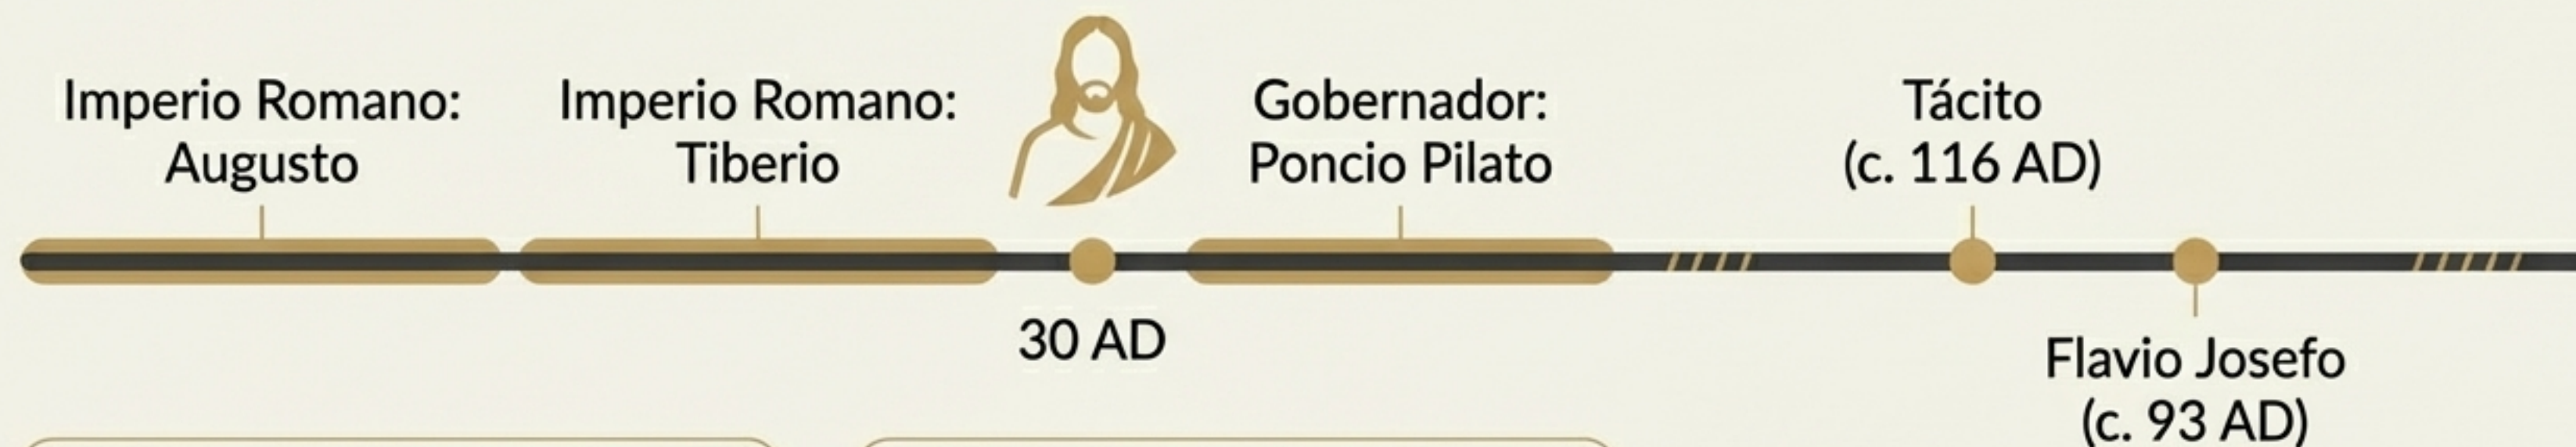 Imperio Romano:
Augusto
Imperio Romano:
Tiberio
30 AD
Gobernador:
Poncio Pilato
Tácito
(c. 116 AD)
Flavio Josefo
(c. 93 AD)